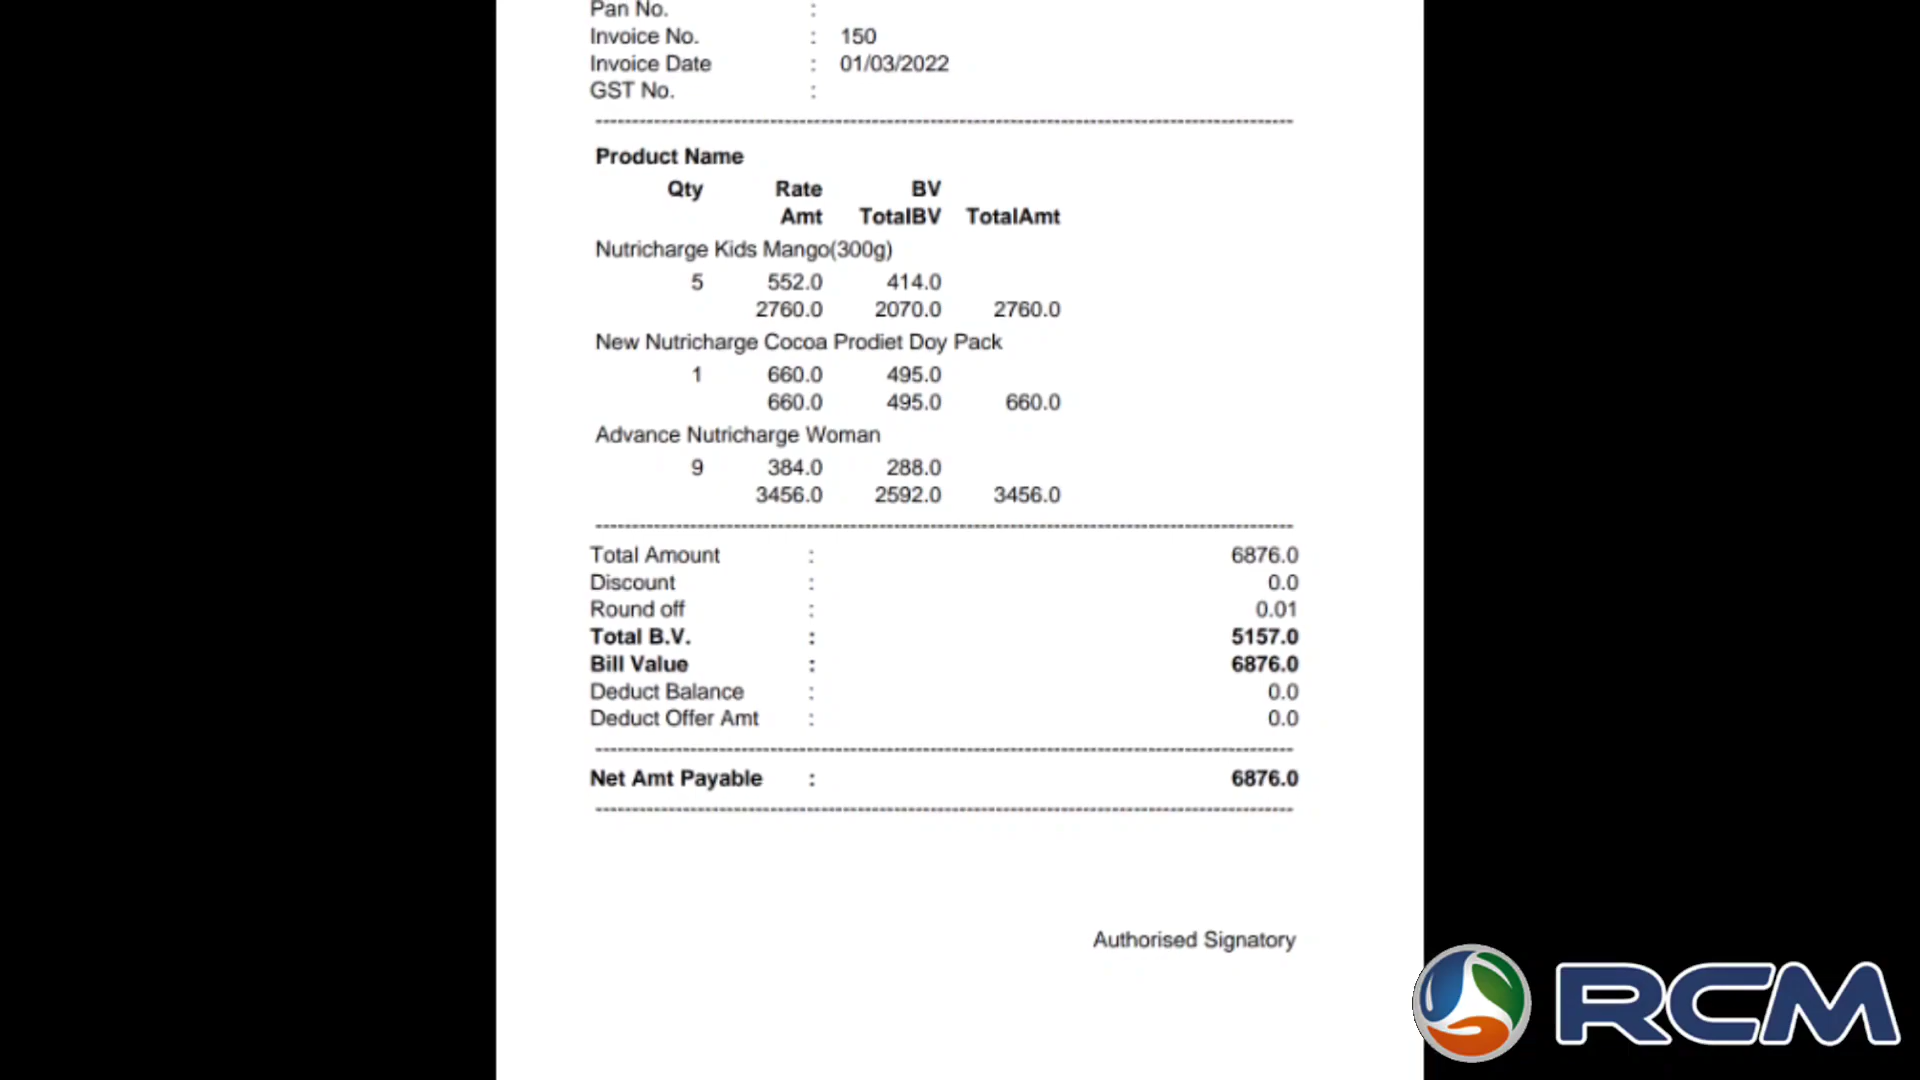 Pan No. :
Invoice No. : 150
Invoice Date : 01/03/2022
GST No. :
Product Name
Qty Rate BV
Amt TotalBV TotalAmt
Nutricharge Kids Mango(300g)
5 552.0 414.0
2760.0 2070.0 2760.0
New Nutricharge Cocoa Prodiet Doy Pack
1 660.0 495.0
660.0 495.0 660.0
Advance Nutricharge Woman
9 384.0 288.0
3456.0 2592.0 3456.0
Total Amount : 6876.0
Discount : 0.0
Round off : 0.01
Total B.V. : 5157.0
Bill Value : 6876.0
Deduct Balance : 0.0
Deduct Offer Amt : 0.0
Net Amt Payable : 6876.0
Authorised Signatory
RCM